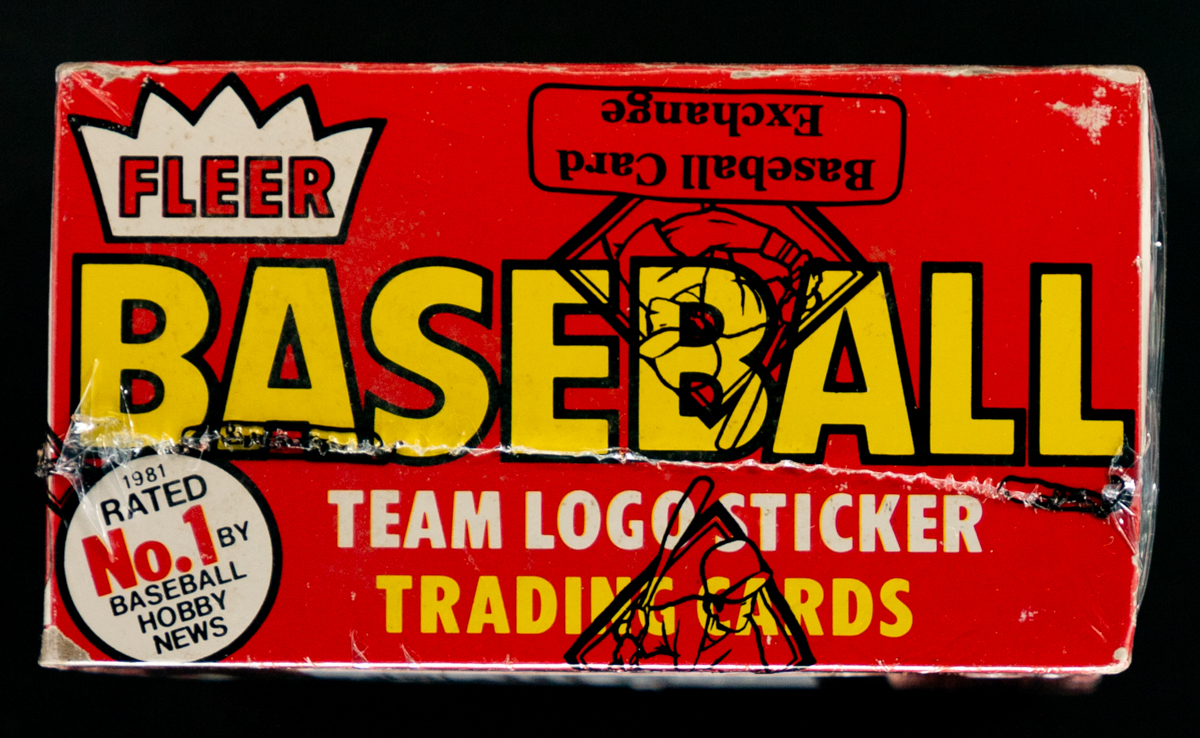 FLEER
Baseball Card
Exchange
BASEBALL
1981
RATED
No.1 BY
BASEBALL
HOBBY
NEWS
TEAM LOGO STICKER
TRADING CARDS